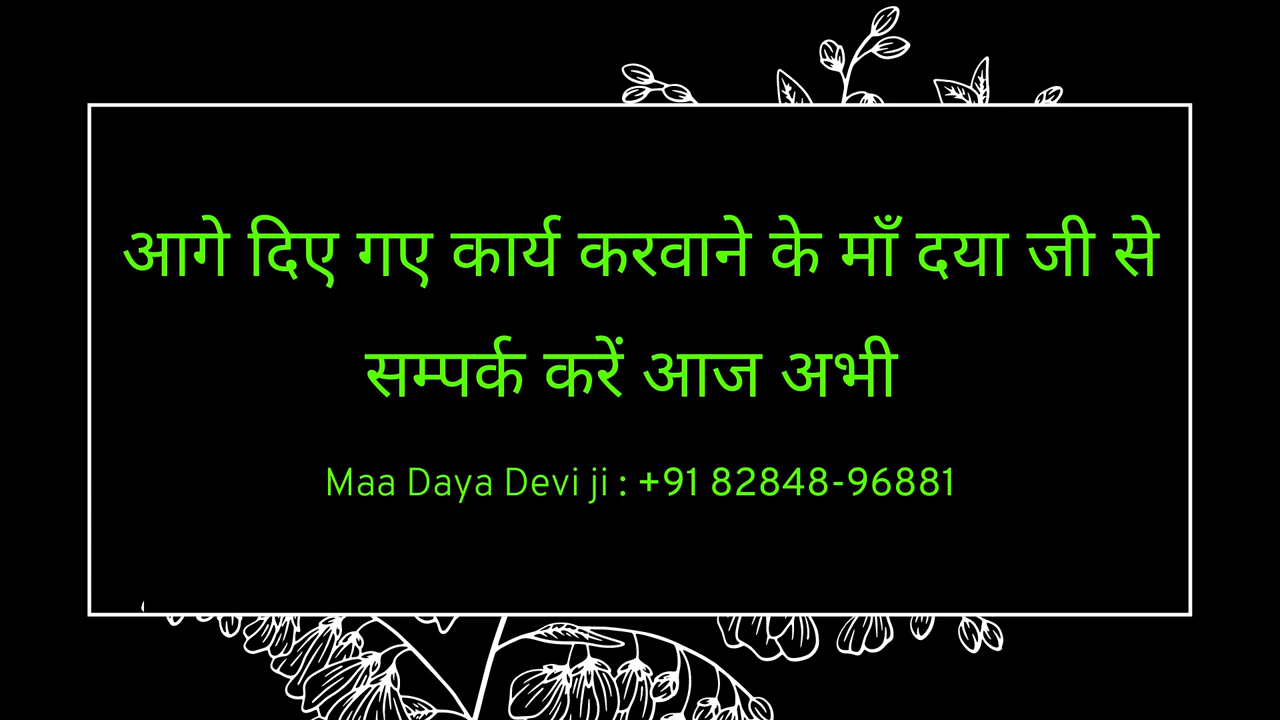 आगे दिए गए कार्य करवाने के माँ दया जी से
सम्पर्क करें आज अभी
Maa Daya Devi ji : +91 82848-96881